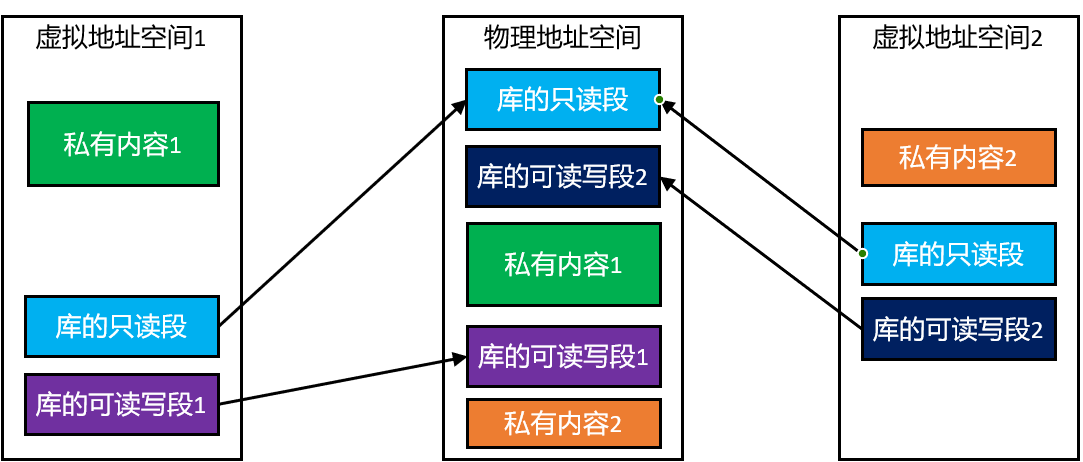 虚拟地址空间1
私有内容1
库的只读段
库的可读写段1
物理地址空间
库的只读段
库的可读写段2
私有内容1
库的可读写段1
私有内容2
虚拟地址空间2
私有内容2
库的只读段
库的可读写段2